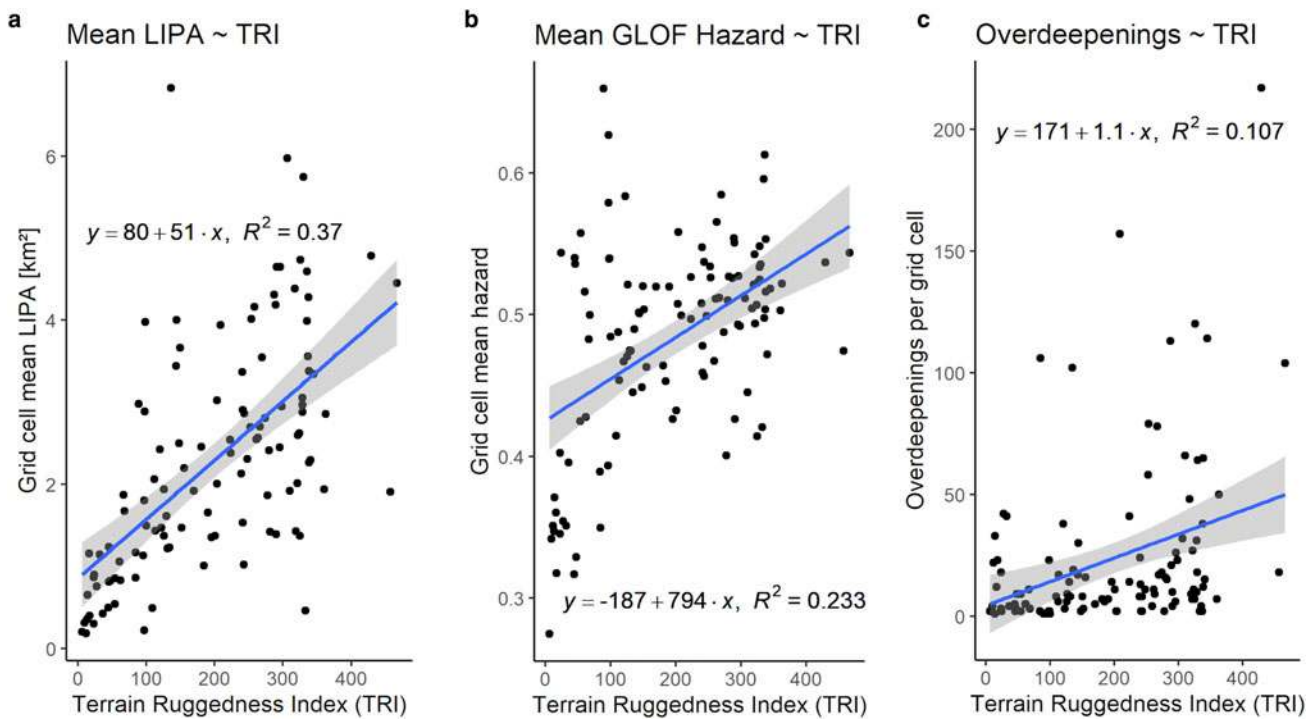 a
Mean LIPA ~ TRI
Grid cell mean LIPA [km²]
6
4
2
0
y = 80 + 51 · x, R² = 0.37
0 100 200 300 400
Terrain Ruggedness Index (TRI)
b
Mean GLOF Hazard ~ TRI
Grid cell mean hazard
0.6
0.5
0.4
0.3
y = -187 + 794 · x, R² = 0.233
0 100 200 300 400
Terrain Ruggedness Index (TRI)
c
Overdeepenings ~ TRI
Overdeepenings per grid cell
200
150
100
50
0
y = 171 + 1.1 · x, R² = 0.107
0 100 200 300 400
Terrain Ruggedness Index (TRI)